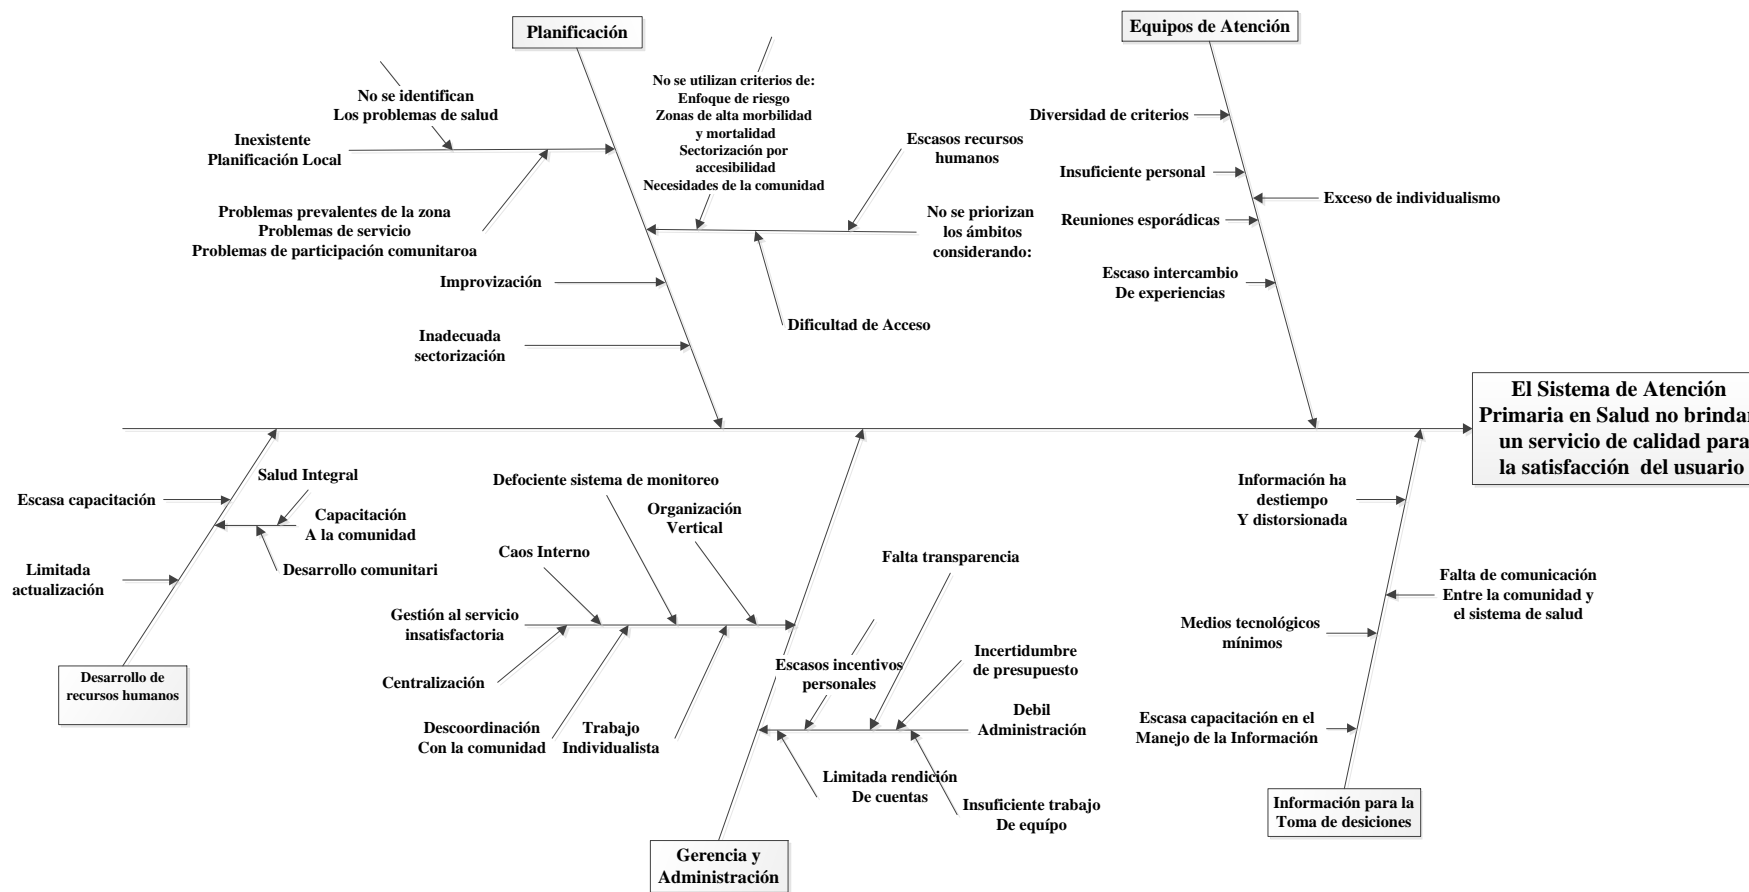 Planificación
Equipos de Atención
No se identifican
Los problemas de salud
Inexistente
Planificación Local
Problemas prevalentes de la zona
Problemas de servicio
Problemas de participación comunitaroa
No se utilizan criterios de:
Enfoque de riesgo
Zonas de alta morbilidad
y mortalidad
Sectorización por
accesibilidad
Necesidades de la comunidad
Escasos recursos
humanos
No se priorizan
los ámbitos
considerando:
Improvización
Dificultad de Acceso
Inadecuada
sectorización
Diversidad de criterios
Insuficiente personal
Exceso de individualismo
Reuniones esporádicas
Escaso intercambio
De experiencias
El Sistema de Atención
Primaria en Salud no brindar
un servicio de calidad para
la satisfacción del usuario
Salud Integral
Escasa capacitación
Capacitación
A la comunidad
Desarrollo comunitari
Limitada
actualización
Desarrollo de
recursos humanos
Defociente sistema de monitoreo
Organización
Vertical
Caos Interno
Gestión al servicio
insatisfactoria
Centralización
Descoordinación
Con la comunidad
Trabajo
Individualista
Falta transparencia
Escasos incentivos
personales
Incertidumbre
de presupuesto
Debil
Administración
Limitada rendición
De cuentas
Insuficiente trabajo
De equípo
Gerencia y
Administración
Información ha
destiempo
Y distorsionada
Falta de comunicación
Entre la comunidad y
el sistema de salud
Medios tecnológicos
mínimos
Escasa capacitación en el
Manejo de la Información
Información para la
Toma de desiciones